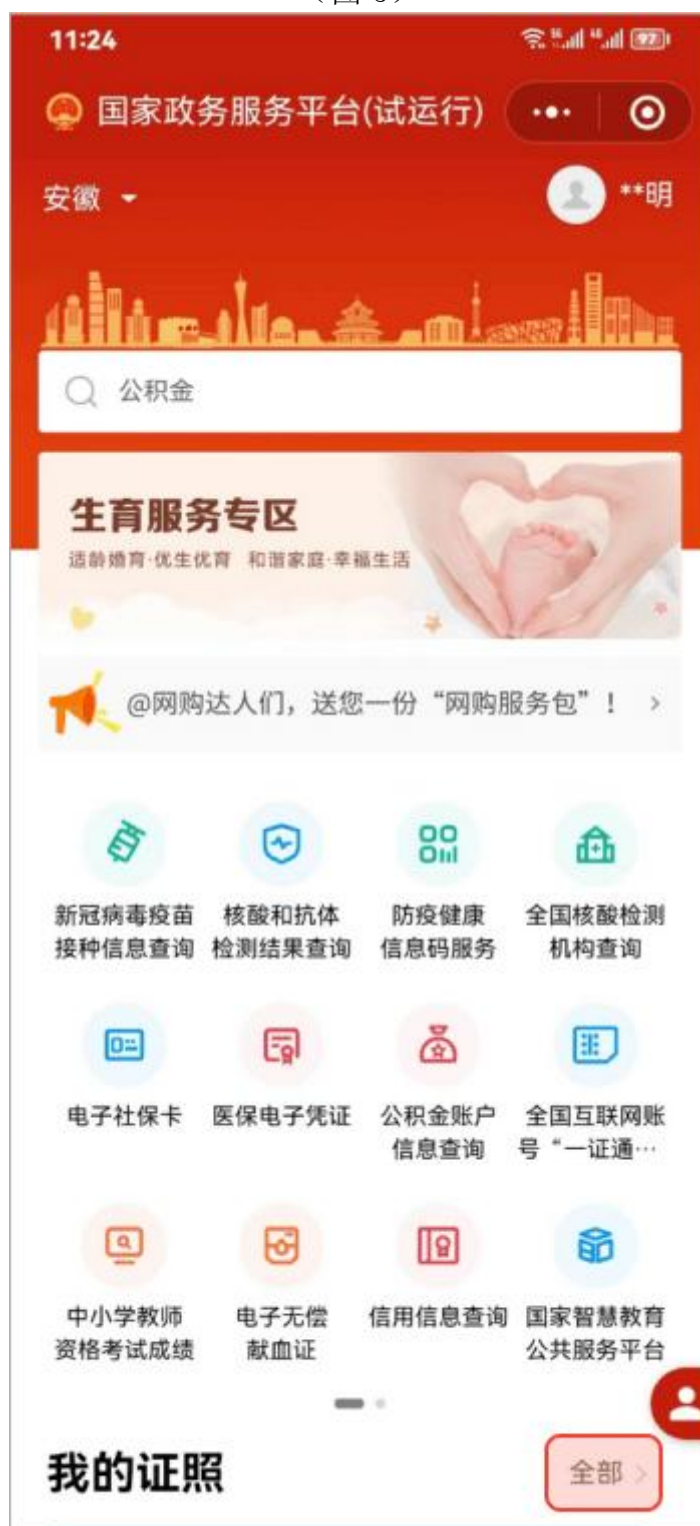 11:24
5G 4G 97
国家政务服务平台(试运行)
安徽
**明
公积金
生育服务专区
适龄婚育·优生优育 和谐家庭·幸福生活
@网购达人们，送您一份“网购服务包”！
新冠病毒疫苗 核酸和抗体 防疫健康 全国核酸检测
接种信息查询 检测结果查询 信息码服务 机构查询
电子社保卡 医保电子凭证 公积金账户 全国互联网账
信息查询 号“一证通…
中小学教师 电子无偿 信用信息查询 国家智慧教育
资格考试成绩 献血证 公共服务平台
我的证照
全部